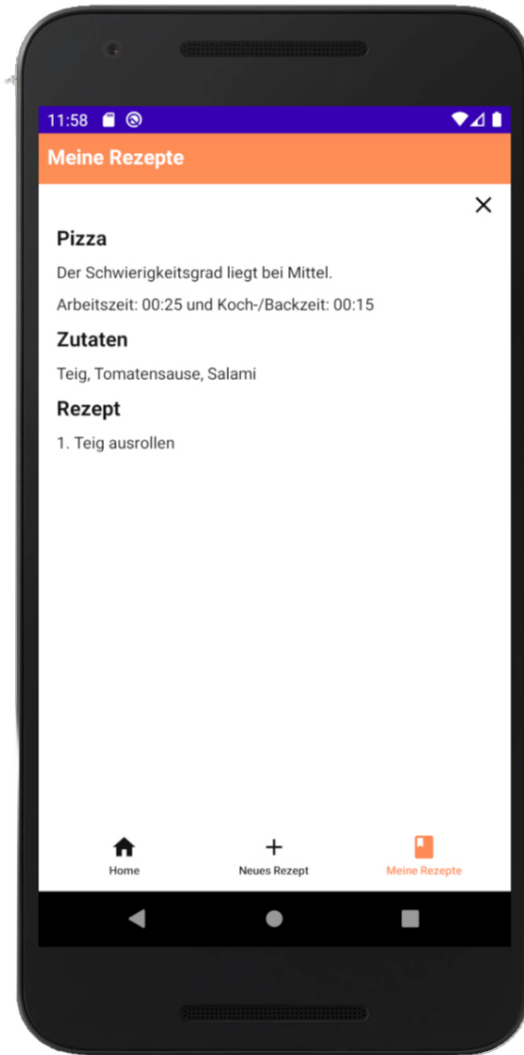 11:58
Meine Rezepte
Pizza
Der Schwierigkeitsgrad liegt bei Mittel.
Arbeitszeit: 00:25 und Koch-/Backzeit: 00:15
Zutaten
Teig, Tomatensause, Salami
Rezept
1. Teig ausrollen
Home
Neues Rezept
Meine Rezepte